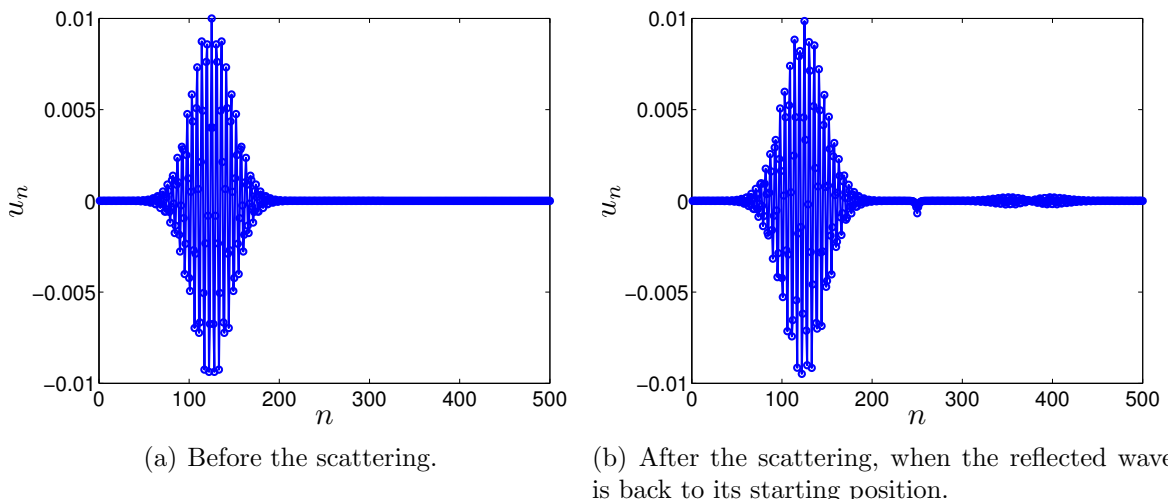 0.01
0.01
0.005
0.005
u_n
0
u_n
0
−0.005
−0.005
−0.01
−0.01
0 100 200 300 400 500
0 100 200 300 400 500
n
n
(a) Before the scattering.
(b) After the scattering, when the reflected wave
is back to its starting position.